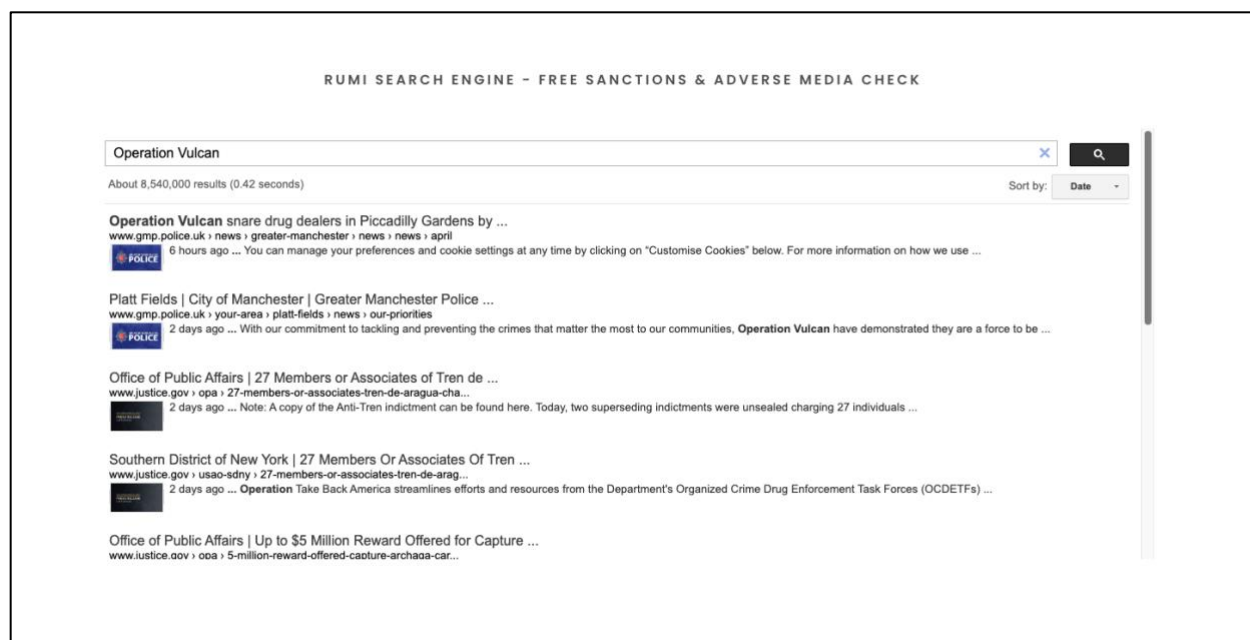 RUMI SEARCH ENGINE - FREE SANCTIONS & ADVERSE MEDIA CHECK
Operation Vulcan
About 8,540,000 results (0.42 seconds)
Sort by: Date
Operation Vulcan snare drug dealers in Piccadilly Gardens by ...
www.gmp.police.uk › news › greater-manchester › news › news › april
POLICE
6 hours ago ... You can manage your preferences and cookie settings at any time by clicking on “Customise Cookies” below. For more information on how we use ...
Platt Fields | City of Manchester | Greater Manchester Police ...
www.gmp.police.uk › your-area › platt-fields › news › our-priorities
POLICE
2 days ago ... With our commitment to tackling and preventing the crimes that matter the most to our communities, Operation Vulcan have demonstrated they are a force to be ...
Office of Public Affairs | 27 Members or Associates of Tren de ...
www.justice.gov › opa › 27-members-or-associates-tren-de-aragua-cha...
2 days ago ... Note: A copy of the Anti-Tren indictment can be found here. Today, two superseding indictments were unsealed charging 27 individuals ...
Southern District of New York | 27 Members Or Associates Of Tren ...
www.justice.gov › usao-sdny › 27-members-or-associates-tren-de-arag...
2 days ago ... Operation Take Back America streamlines efforts and resources from the Department's Organized Crime Drug Enforcement Task Forces (OCDETFs) ...
Office of Public Affairs | Up to $5 Million Reward Offered for Capture ...
www.justice.gov › opa › 5-million-reward-offered-capture-archaga-car...